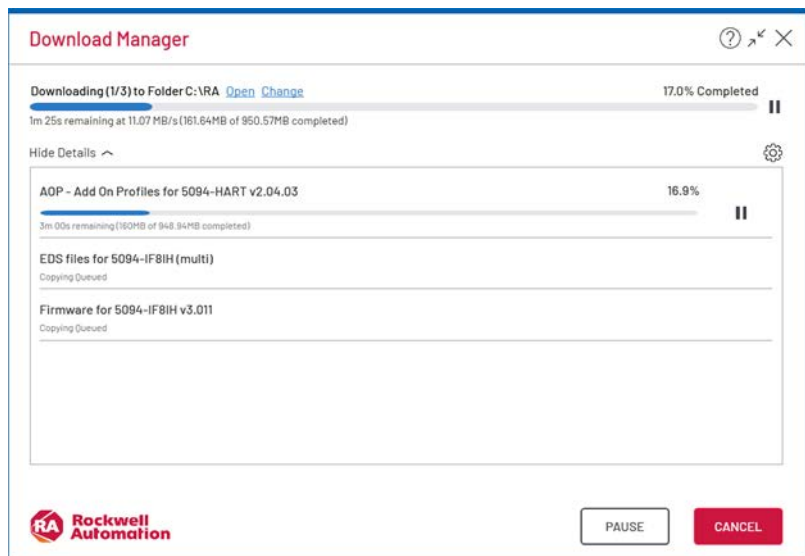 Download Manager
Downloading (1/3) to Folder C:\RA Open Change
17.0% Completed
1m 25s remaining at 11.07 MB/s (161.64MB of 950.57MB completed)
Hide Details
AOP - Add On Profiles for 5094-HART v2.04.03
16.9%
3m 00s remaining (160MB of 948.94MB completed)
EDS files for 5094-IF8IH (multi)
Copying Queued
Firmware for 5094-IF8IH v3.011
Copying Queued
RA Rockwell
Automation
PAUSE
CANCEL